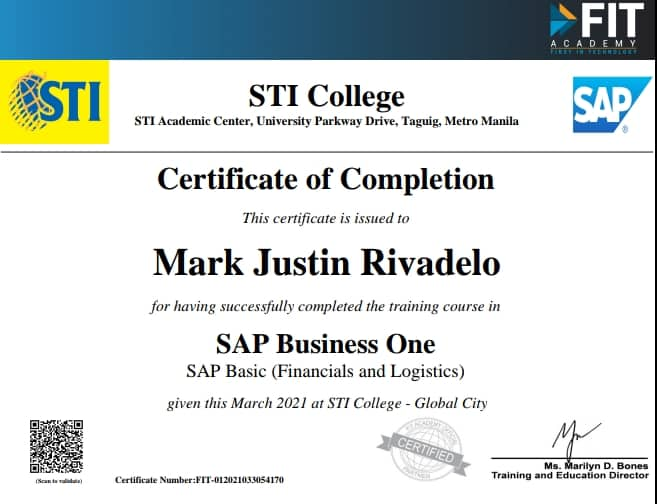 FIT
ACADEMY
FIRST IN TECHNOLOGY
STI
STI College
STI Academic Center, University Parkway Drive, Taguig, Metro Manila
SAP
®
Certificate of Completion
This certificate is issued to
Mark Justin Rivadelo
for having successfully completed the training course in
SAP Business One
SAP Basic (Financials and Logistics)
given this March 2021 at STI College - Global City
CERTIFIED
PARTNER
(Scan to validate)
Certificate Number:FIT-012021033054170
Ms. Marilyn D. Bones
Training and Education Director